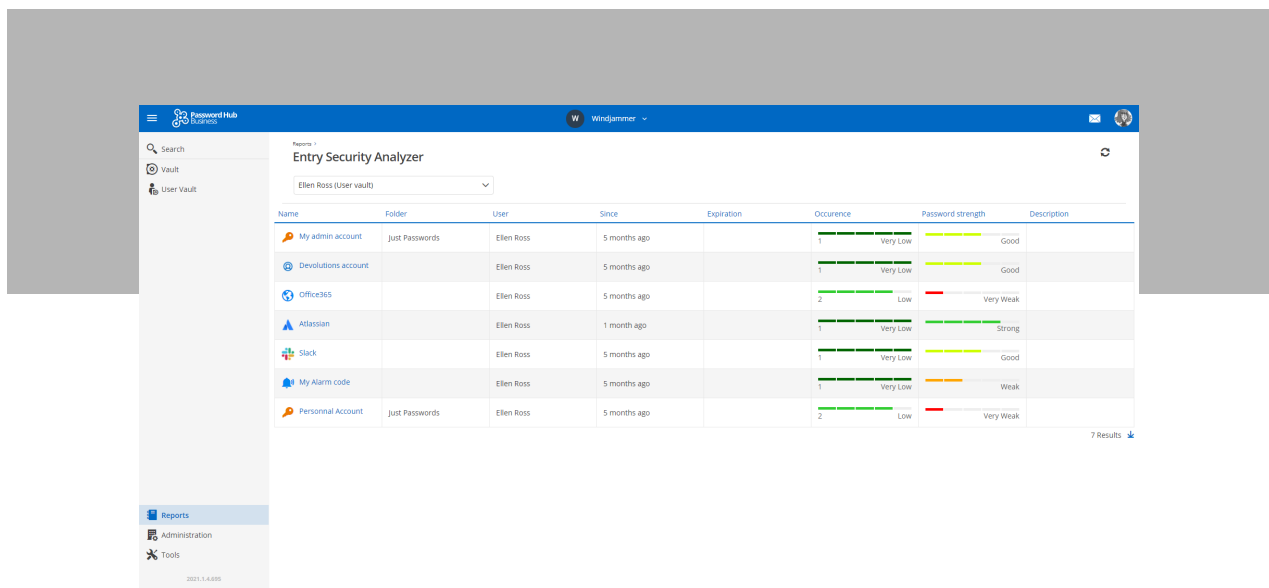 Password Hub
Business
W Windjammer
Search
Vault
User Vault
Reports >
Entry Security Analyzer
Ellen Ross (User vault)
Name Folder User Since Expiration Occurence Password strength Description
My admin account Just Passwords Ellen Ross 5 months ago 1 Very Low Good
Devolutions account Ellen Ross 5 months ago 1 Very Low Good
Office365 Ellen Ross 5 months ago 2 Low Very Weak
Atlassian Ellen Ross 1 month ago 1 Very Low Strong
Slack Ellen Ross 5 months ago 1 Very Low Good
My Alarm code Ellen Ross 5 months ago 1 Very Low Weak
Personnal Account Just Passwords Ellen Ross 5 months ago 2 Low Very Weak
7 Results
Reports
Administration
Tools
2021.1.4.695